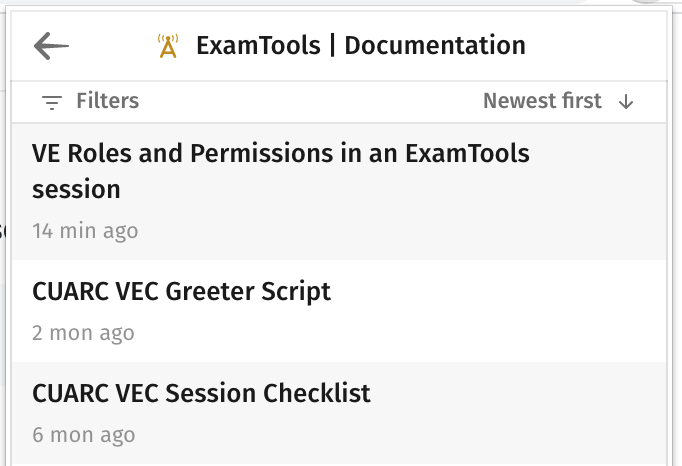 ExamTools | Documentation
Filters
Newest first
VE Roles and Permissions in an ExamTools
session
14 min ago
CUARC VEC Greeter Script
2 mon ago
CUARC VEC Session Checklist
6 mon ago